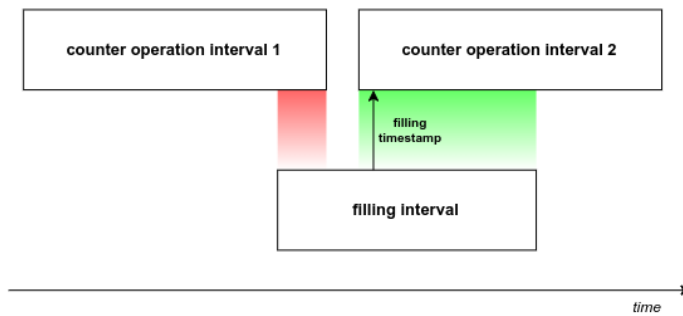 counter operation interval 1
counter operation interval 2
filling
timestamp
filling interval
time